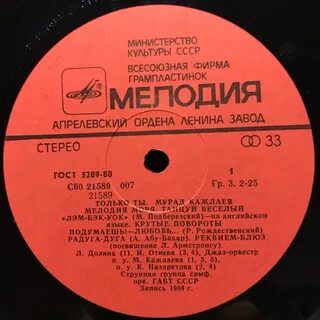 МИНИСТЕРСТВО
КУЛЬТУРЫ СССР
ВСЕСОЮЗНАЯ ФИРМА
ГРАМПЛАСТИНОК
МЕЛОДИЯ
АПРЕЛЕВСКИЙ ОРДЕНА ЛЕНИНА ЗАВОД
СТЕРЕО
33
ГОСТ 5289-80
1
С60 21589 007
Гр. 3. 2-25
21589
ТОЛЬКО ТЫ. МУРАД КАЖЛАЕВ
МЕЛОДИЯ МОРЯ. ТАНЦУЙ ВЕСЕЛЫЙ
«ЛЭМ-БЭК-УОК» (М. Подберезский) — на английском
языке. КРУТЫЕ ПОВОРОТЫ
ПОДУМАЕШЬ — ЛЮБОВЬ... (Р. Рождественский)
РАДУГА-ДУГА (А. Абу-Бакар). РЕКВИЕМ-БЛЮЗ
(посвящение Л. Армстронгу)
Л. Долина (1), И. Отиева (3, 4), Джаз-оркестр
п. у. М. Кажлаева (1, 3, 5),
п. у. К. Назаретова (2, 4)
Струнная группа симф.
орк. ГАБТ СССР
Запись 1984 г.